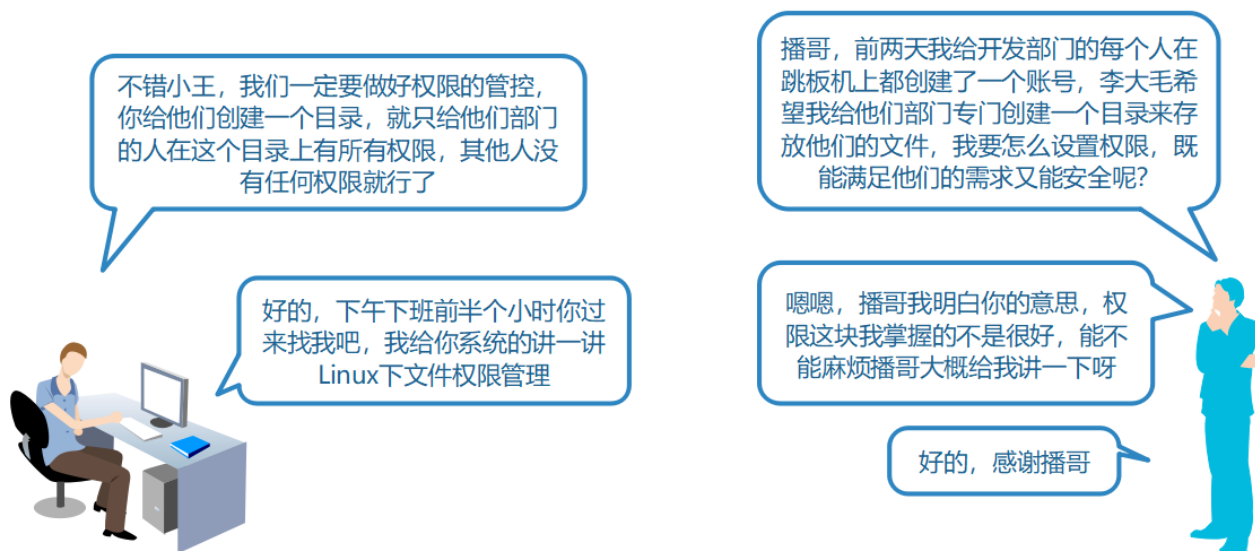 播哥，前两天我给开发部门的每个人在
跳板机上都创建了一个账号，李大毛希
望我给他们部门专门创建一个目录来存
放他们的文件，我要怎么设置权限，既
能满足他们的需求又能安全呢？
不错小王，我们一定要做好权限的管控，
你给他们创建一个目录，就只给他们部门
的人在这个目录上有所有权限，其他人没
有任何权限就行了
嗯嗯，播哥我明白你的意思，权
限这块我掌握的不是很好，能不
能麻烦播哥大概给我讲一下呀
好的，下午下班前半个小时你过
来找我吧，我给你系统的讲一讲
Linux下文件权限管理
好的，感谢播哥